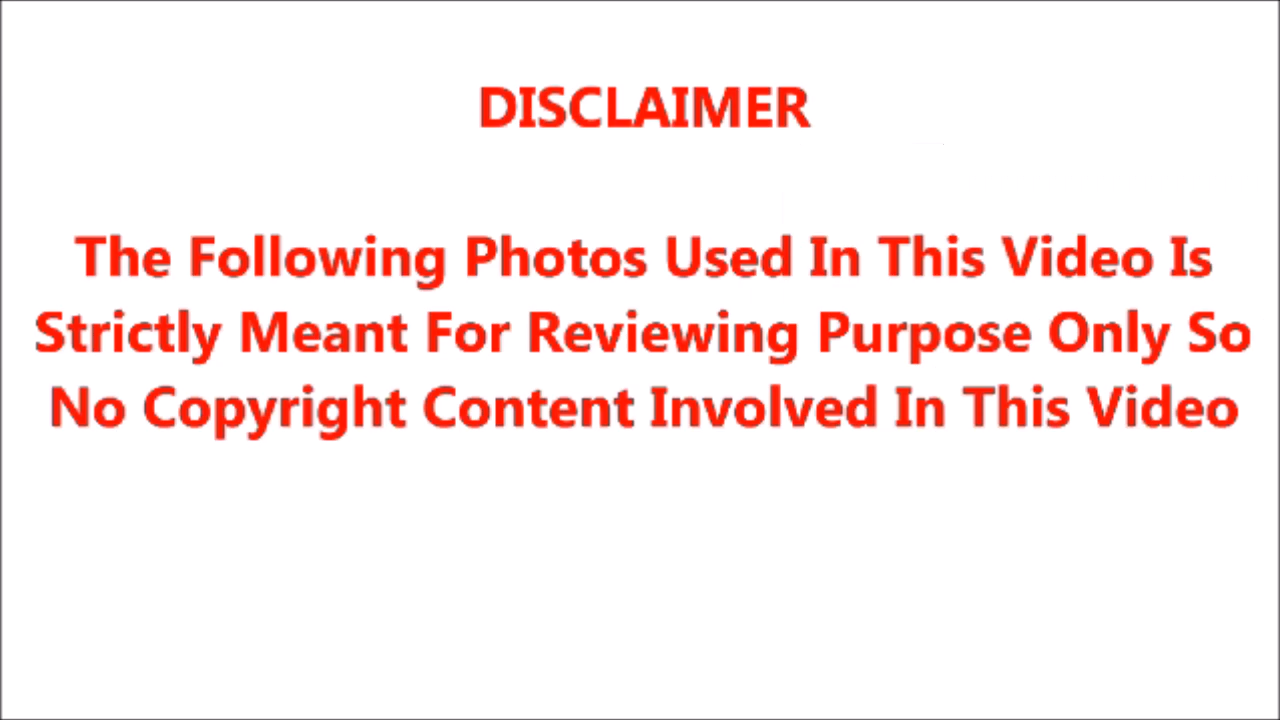 DISCLAIMER
The Following Photos Used In This Video Is
Strictly Meant For Reviewing Purpose Only So
No Copyright Content Involved In This Video